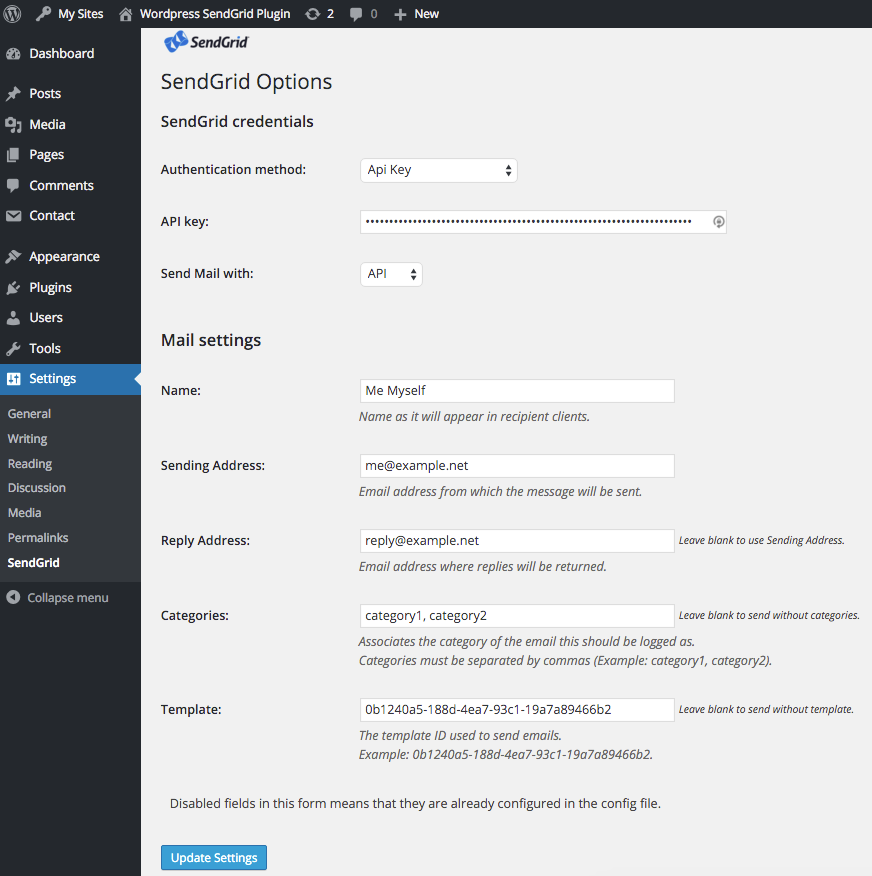 My Sites Wordpress SendGrid Plugin 2 0 New
Dashboard
Posts
Media
Pages
Comments
Contact
Appearance
Plugins
Users
Tools
Settings
General
Writing
Reading
Discussion
Media
Permalinks
SendGrid
Collapse menu
SendGrid
SendGrid Options
SendGrid credentials
Authentication method: Api Key
API key: ••••••••••••••••••••••••••••••••••••••••••••••••••••••••••••••••••••
Send Mail with: API
Mail settings
Name: Me Myself
Name as it will appear in recipient clients.
Sending Address: me@example.net
Email address from which the message will be sent.
Reply Address: reply@example.net Leave blank to use Sending Address.
Email address where replies will be returned.
Categories: category1, category2 Leave blank to send without categories.
Associates the category of the email this should be logged as.
Categories must be separated by commas (Example: category1, category2).
Template: 0b1240a5-188d-4ea7-93c1-19a7a89466b2 Leave blank to send without template.
The template ID used to send emails.
Example: 0b1240a5-188d-4ea7-93c1-19a7a89466b2.
Disabled fields in this form means that they are already configured in the config file.
Update Settings